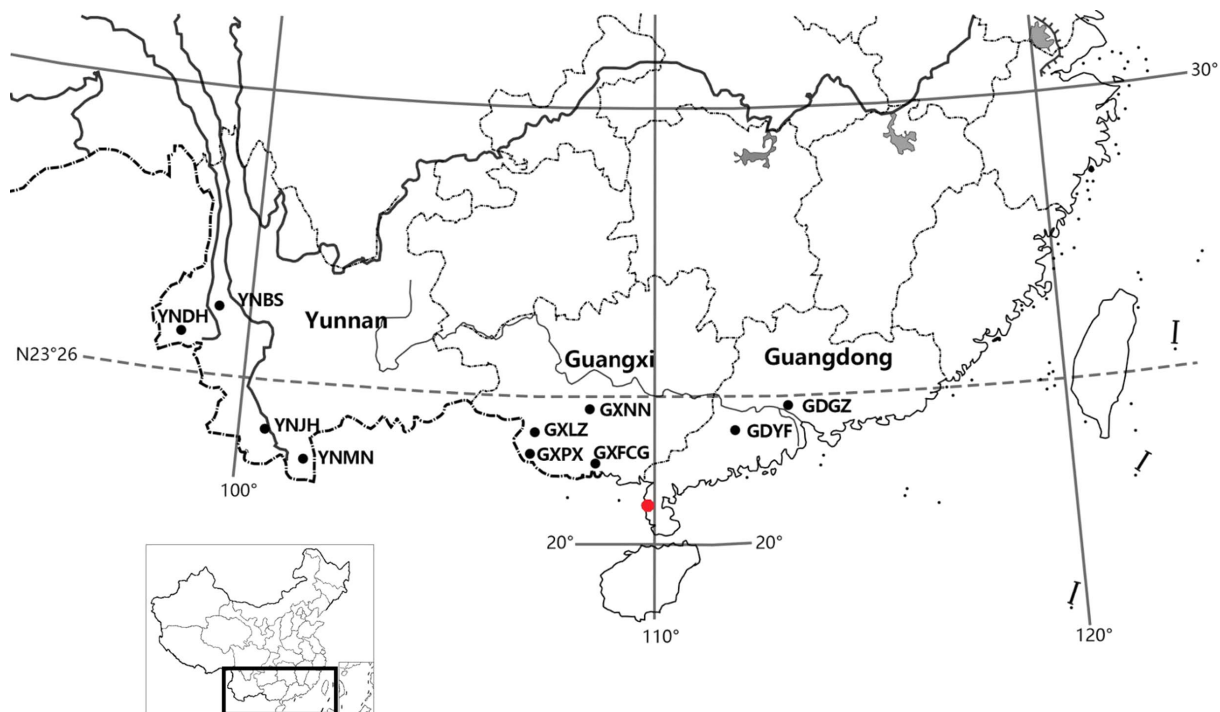 30°
YNBS
YNDH
Yunnan
N23°26
Guangxi
Guangdong
GXNN
GDGZ
YNJH
GXLZ
GDYF
GXPX
GXFCG
YNMN
100°
20°
20°
110°
120°